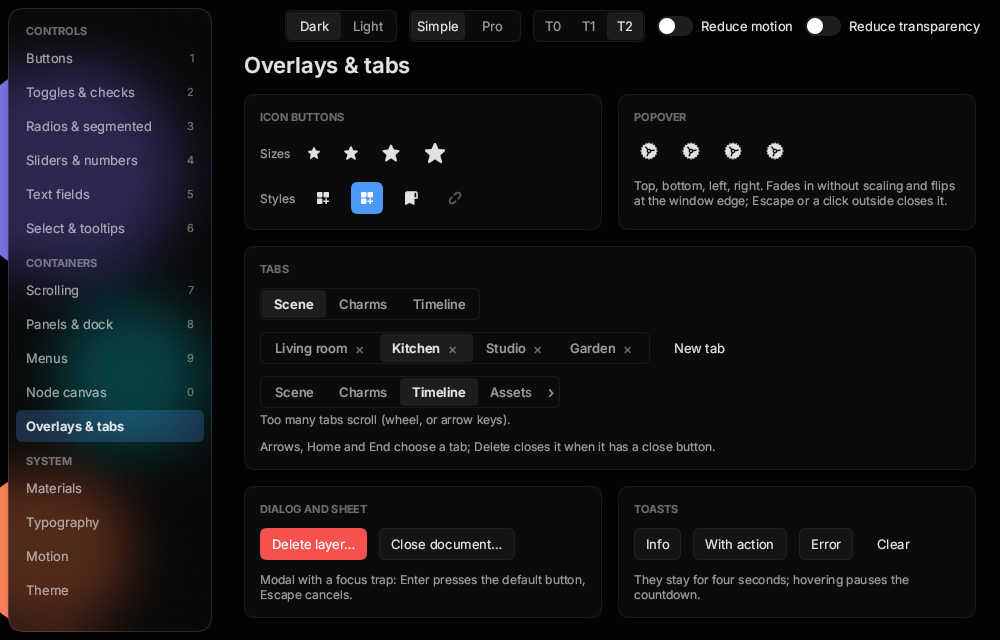 CONTROLS
Buttons 1
Toggles & checks 2
Radios & segmented 3
Sliders & numbers 4
Text fields 5
Select & tooltips 6
CONTAINERS
Scrolling 7
Panels & dock 8
Menus 9
Node canvas 0
Overlays & tabs
SYSTEM
Materials
Typography
Motion
Theme
Dark Light Simple Pro T0 T1 T2 Reduce motion Reduce transparency
Overlays & tabs
ICON BUTTONS
Sizes
Styles
POPOVER
Top, bottom, left, right. Fades in without scaling and flips
at the window edge; Escape or a click outside closes it.
TABS
Scene Charms Timeline
Living room × Kitchen × Studio × Garden × New tab
Scene Charms Timeline Assets ›
Too many tabs scroll (wheel, or arrow keys).
Arrows, Home and End choose a tab; Delete closes it when it has a close button.
DIALOG AND SHEET
Delete layer... Close document...
Modal with a focus trap: Enter presses the default button,
Escape cancels.
TOASTS
Info With action Error Clear
They stay for four seconds; hovering pauses the
countdown.